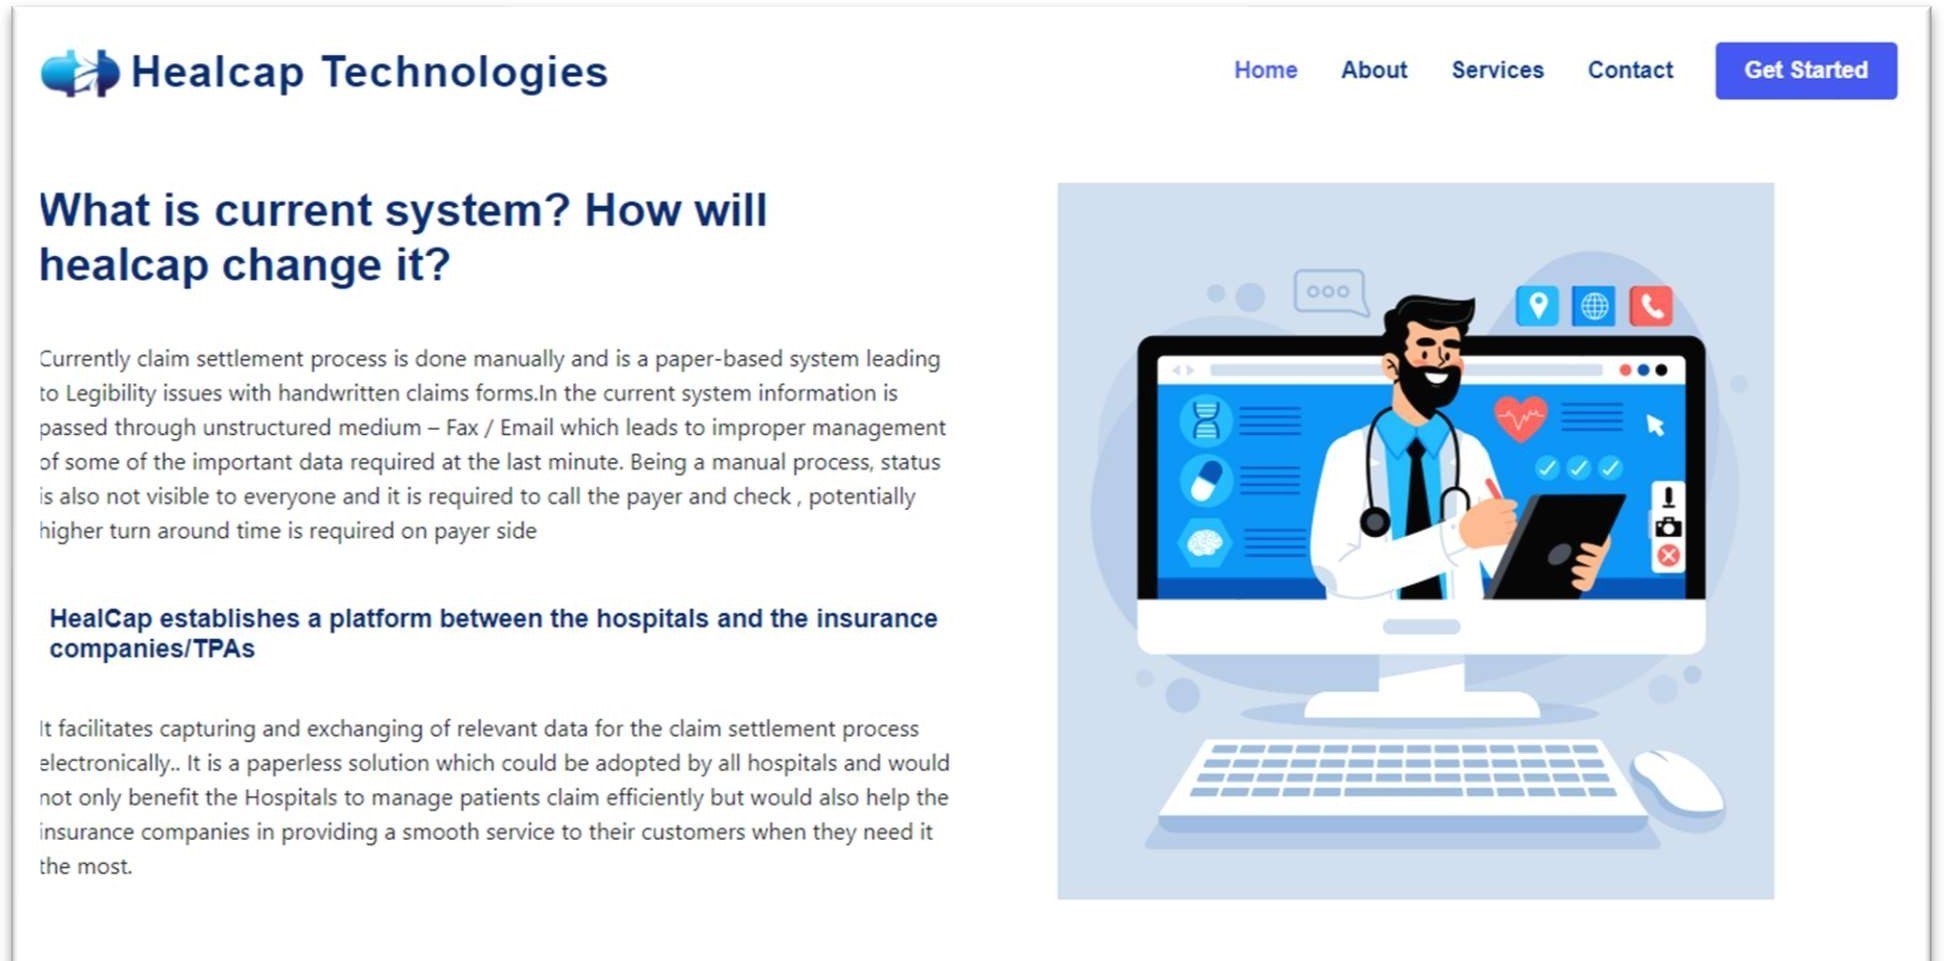 Healcap Technologies
Home
About
Services
Contact
Get Started
What is current system? How will
healcap change it?
Currently claim settlement process is done manually and is a paper-based system leading
to Legibility issues with handwritten claims forms.In the current system information is
passed through unstructured medium – Fax / Email which leads to improper management
of some of the important data required at the last minute. Being a manual process, status
is also not visible to everyone and it is required to call the payer and check , potentially
higher turn around time is required on payer side
HealCap establishes a platform between the hospitals and the insurance
companies/TPAs
It facilitates capturing and exchanging of relevant data for the claim settlement process
electronically.. It is a paperless solution which could be adopted by all hospitals and would
not only benefit the Hospitals to manage patients claim efficiently but would also help the
insurance companies in providing a smooth service to their customers when they need it
the most.